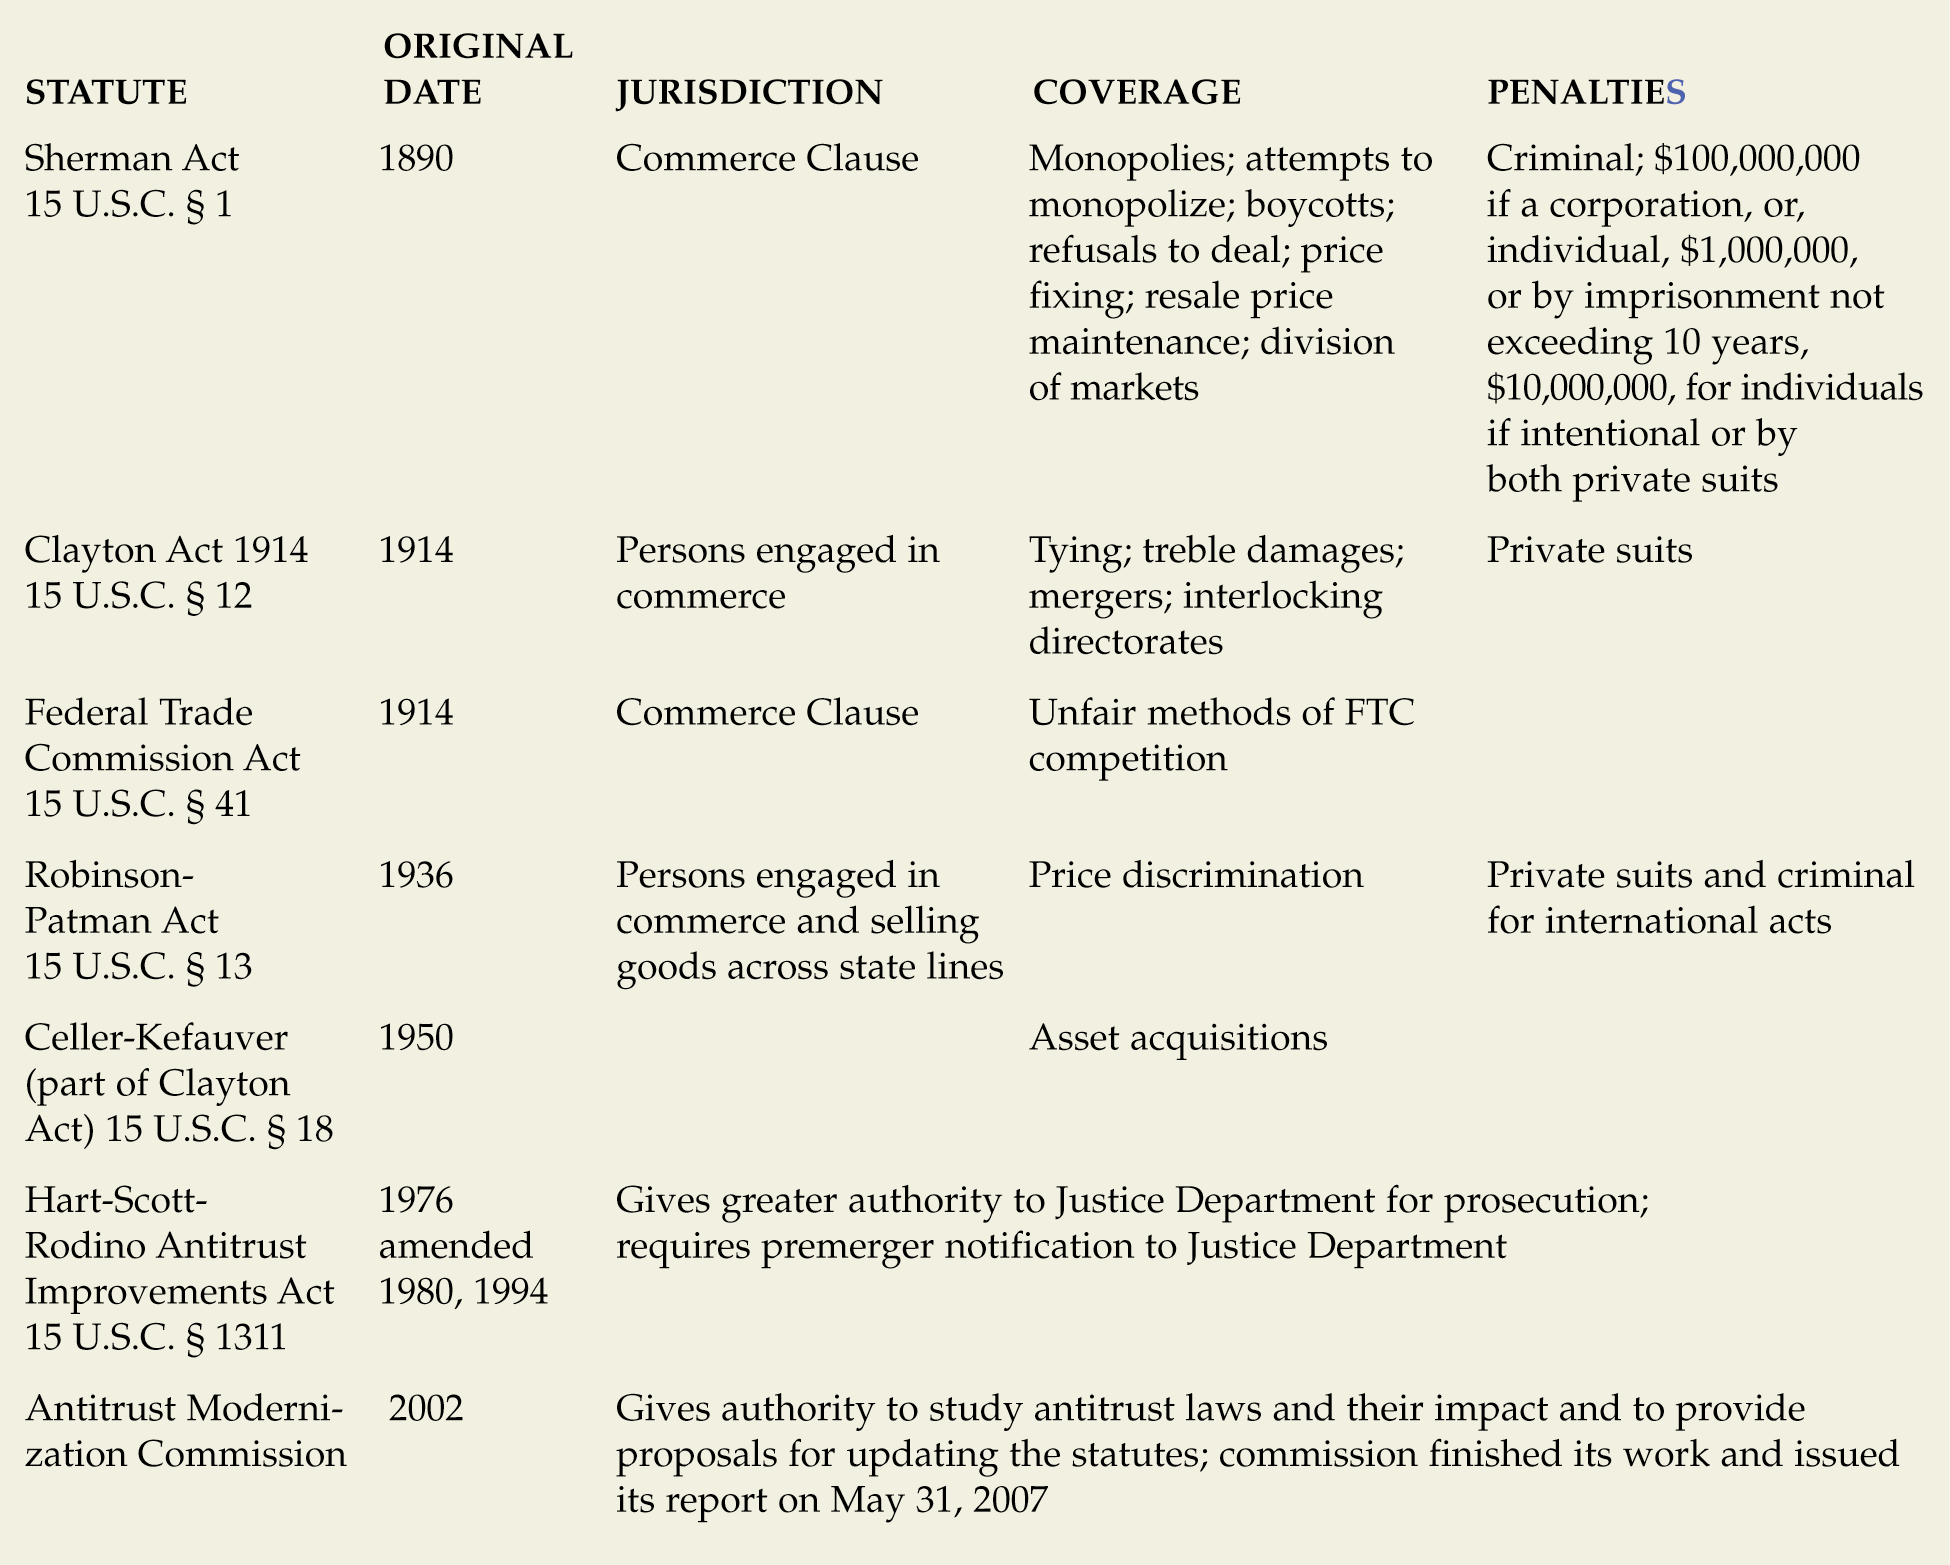 STATUTE
ORIGINAL
DATE
JURISDICTION
COVERAGE
PENALTIES
Sherman Act
15 U.S.C. § 1
1890
Commerce Clause
Monopolies; attempts to
monopolize; boycotts;
refusals to deal; price
fixing; resale price
maintenance; division
of markets
Criminal; $100,000,000
if a corporation, or,
individual, $1,000,000,
or by imprisonment not
exceeding 10 years,
$10,000,000, for individuals
if intentional or by
both private suits
Clayton Act 1914
15 U.S.C. § 12
1914
Persons engaged in
commerce
Tying; treble damages;
mergers; interlocking
directorates
Private suits
Federal Trade
Commission Act
15 U.S.C. § 41
1914
Commerce Clause
Unfair methods of FTC
competition
Robinson-
Patman Act
15 U.S.C. § 13
1936
Persons engaged in
commerce and selling
goods across state lines
Price discrimination
Private suits and criminal
for international acts
Celler-Kefauver
(part of Clayton
Act) 15 U.S.C. § 18
1950
Asset acquisitions
Hart-Scott-
Rodino Antitrust
Improvements Act
15 U.S.C. § 1311
1976
amended
1980, 1994
Gives greater authority to Justice Department for prosecution;
requires premerger notification to Justice Department
Antitrust Moderni-
zation Commission
2002
Gives authority to study antitrust laws and their impact and to provide
proposals for updating the statutes; commission finished its work and issued
its report on May 31, 2007